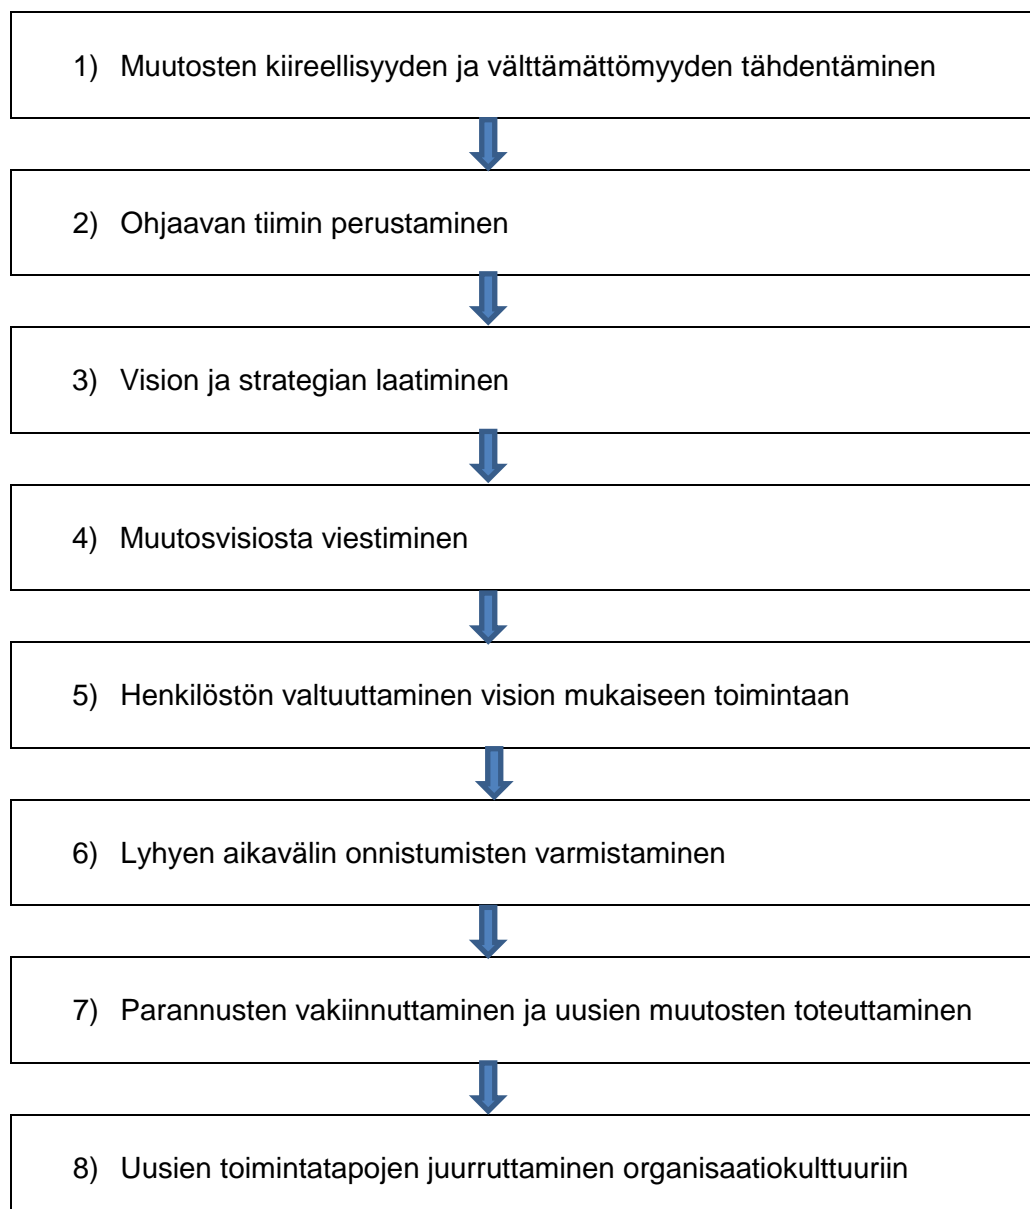 1) Muutosten kiireellisyyden ja välttämättömyyden tähdentäminen
2) Ohjaavan tiimin perustaminen
3) Vision ja strategian laatiminen
4) Muutosvisiosta viestiminen
5) Henkilöstön valtuuttaminen vision mukaiseen toimintaan
6) Lyhyen aikavälin onnistumisten varmistaminen
7) Parannusten vakiinnuttaminen ja uusien muutosten toteuttaminen
8) Uusien toimintatapojen juurruttaminen organisaatiokulttuuriin